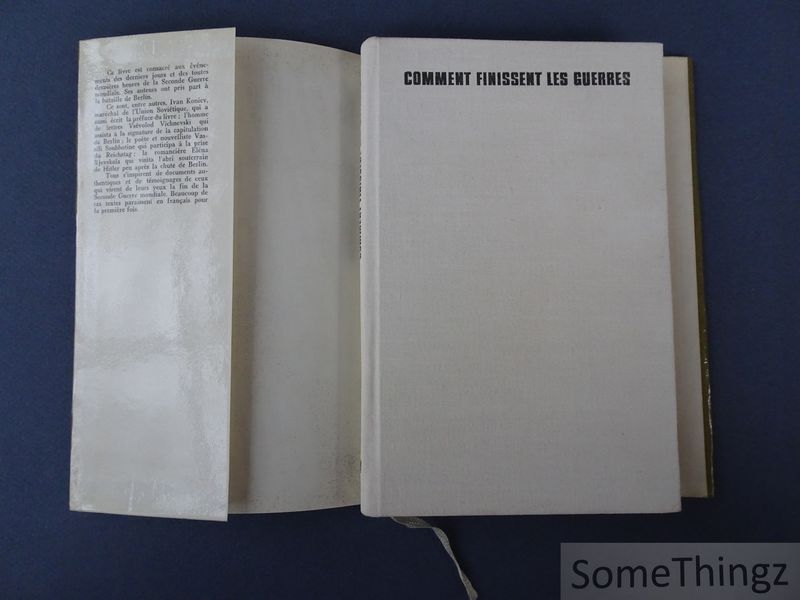 Ce livre est consacré aux événe-
ments des derniers jours et des toutes
dernières heures de la Seconde Guerre
mondiale. Ses auteurs ont pris part à
la bataille de Berlin.
Ce sont, entre autres, Ivan Koniev,
maréchal de l'Union Soviétique, qui a
aussi écrit la préface du livre ; l'homme
de lettres Vsévolod Vichnevski qui
assista à la signature de la capitulation
de Berlin ; le poète et nouvelliste Vas-
sili Soubbotine qui participa à la prise
du Reichstag ; la romancière Eléna
Rjevskaïa qui visita l'abri souterrain
de Hitler peu après la chute de Berlin.
Tous s'inspirent de documents au-
thentiques et de témoignages de ceux
qui virent de leurs yeux la fin de la
Seconde Guerre mondiale. Beaucoup de
ces textes paraissent en français pour
la première fois.
COMMENT FINISSENT LES GUERRES
SomeThingz